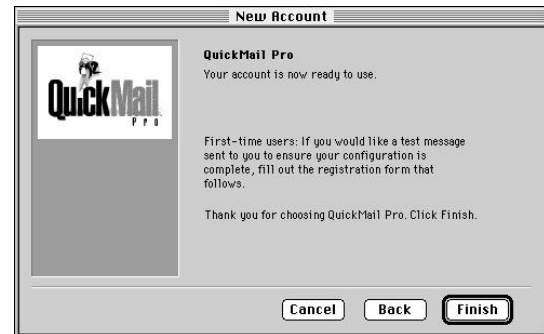 New Account
QuickMail
Pro
QuickMail Pro
Your account is now ready to use.
First-time users: If you would like a test message
sent to you to ensure your configuration is
complete, fill out the registration form that
follows.
Thank you for choosing QuickMail Pro. Click Finish.
Cancel Back Finish